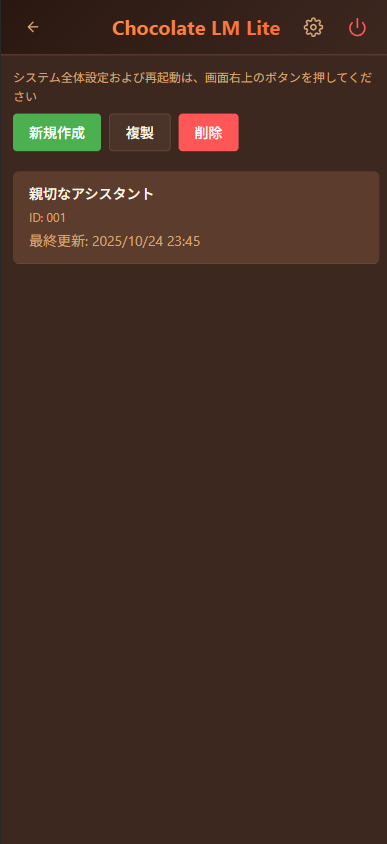 Chocolate LM Lite
システム全体設定および再起動は、画面右上のボタンを押してくだ
さい
新規作成 複製 削除
親切なアシスタント
ID: 001
最終更新: 2025/10/24 23:45